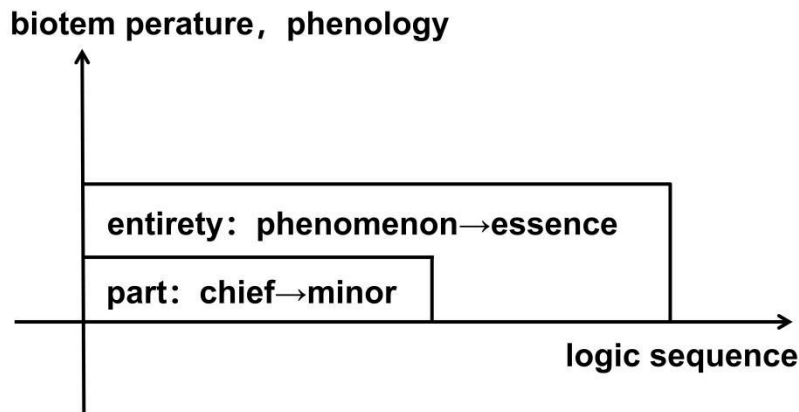 biotem perature, phenology
entirety: phenomenon→essence
part: chief→minor
logic sequence